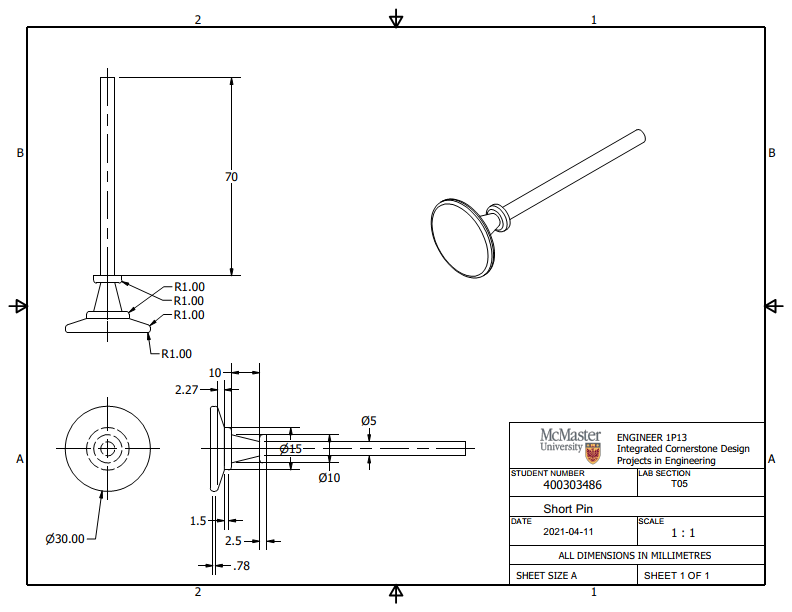 2
1
B
B
70
R1.00
R1.00
R1.00
R1.00
10
2.27
Ø5
Ø15
Ø10
A
A
1.5
2.5
Ø30.00
.78
McMaster
University
ENGINEER 1P13
Integrated Cornerstone Design
Projects in Engineering
STUDENT NUMBER
400303486
LAB SECTION
T05
Short Pin
DATE
2021-04-11
SCALE
1 : 1
ALL DIMENSIONS IN MILLIMETRES
SHEET SIZE A
SHEET 1 OF 1
2
1